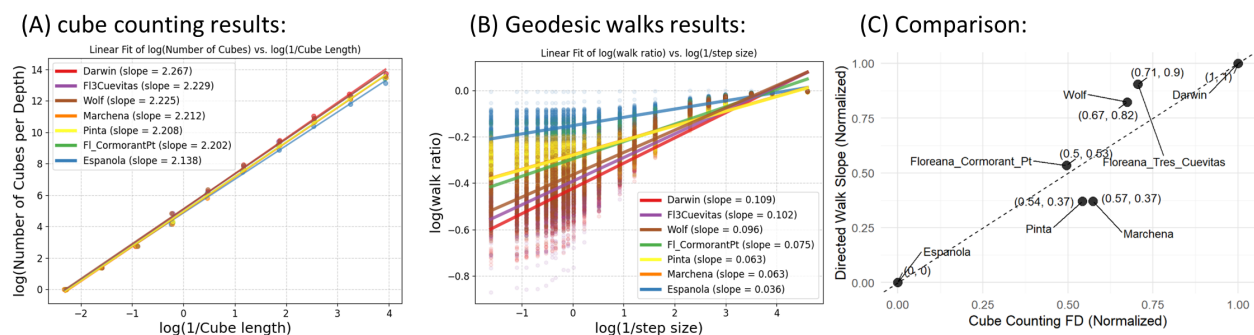 (A) cube counting results:
Linear Fit of log(Number of Cubes) vs. log(1/Cube Length)
log(Number of Cubes per Depth)
14
12
10
8
6
4
2
0
Darwin (slope = 2.267)
Fl3Cuevitas (slope = 2.229)
Wolf (slope = 2.225)
Marchena (slope = 2.212)
Pinta (slope = 2.208)
Fl_CormorantPt (slope = 2.202)
Espanola (slope = 2.138)
−2 −1 0 1 2 3 4
log(1/Cube length)
(B) Geodesic walks results:
Linear Fit of log(walk ratio) vs. log(1/step size)
log(walk ratio)
0.0
−0.2
−0.4
−0.6
−0.8
Darwin (slope = 0.109)
Fl3Cuevitas (slope = 0.102)
Wolf (slope = 0.096)
Fl_CormorantPt (slope = 0.075)
Pinta (slope = 0.063)
Marchena (slope = 0.063)
Espanola (slope = 0.036)
−1 0 1 2 3 4
log(1/step size)
(C) Comparison:
Directed Walk Slope (Normalized)
1.00
0.75
0.50
0.25
0.00
(0.71, 0.9)
(1, 1)
Wolf
Darwin
(0.67, 0.82)
(0.5, 0.53)
Floreana_Cormorant_Pt
Floreana_Tres_Cuevitas
(0.54, 0.37)
(0.57, 0.37)
Pinta
Marchena
Espanola
(0, 0)
0.00 0.25 0.50 0.75 1.00
Cube Counting FD (Normalized)